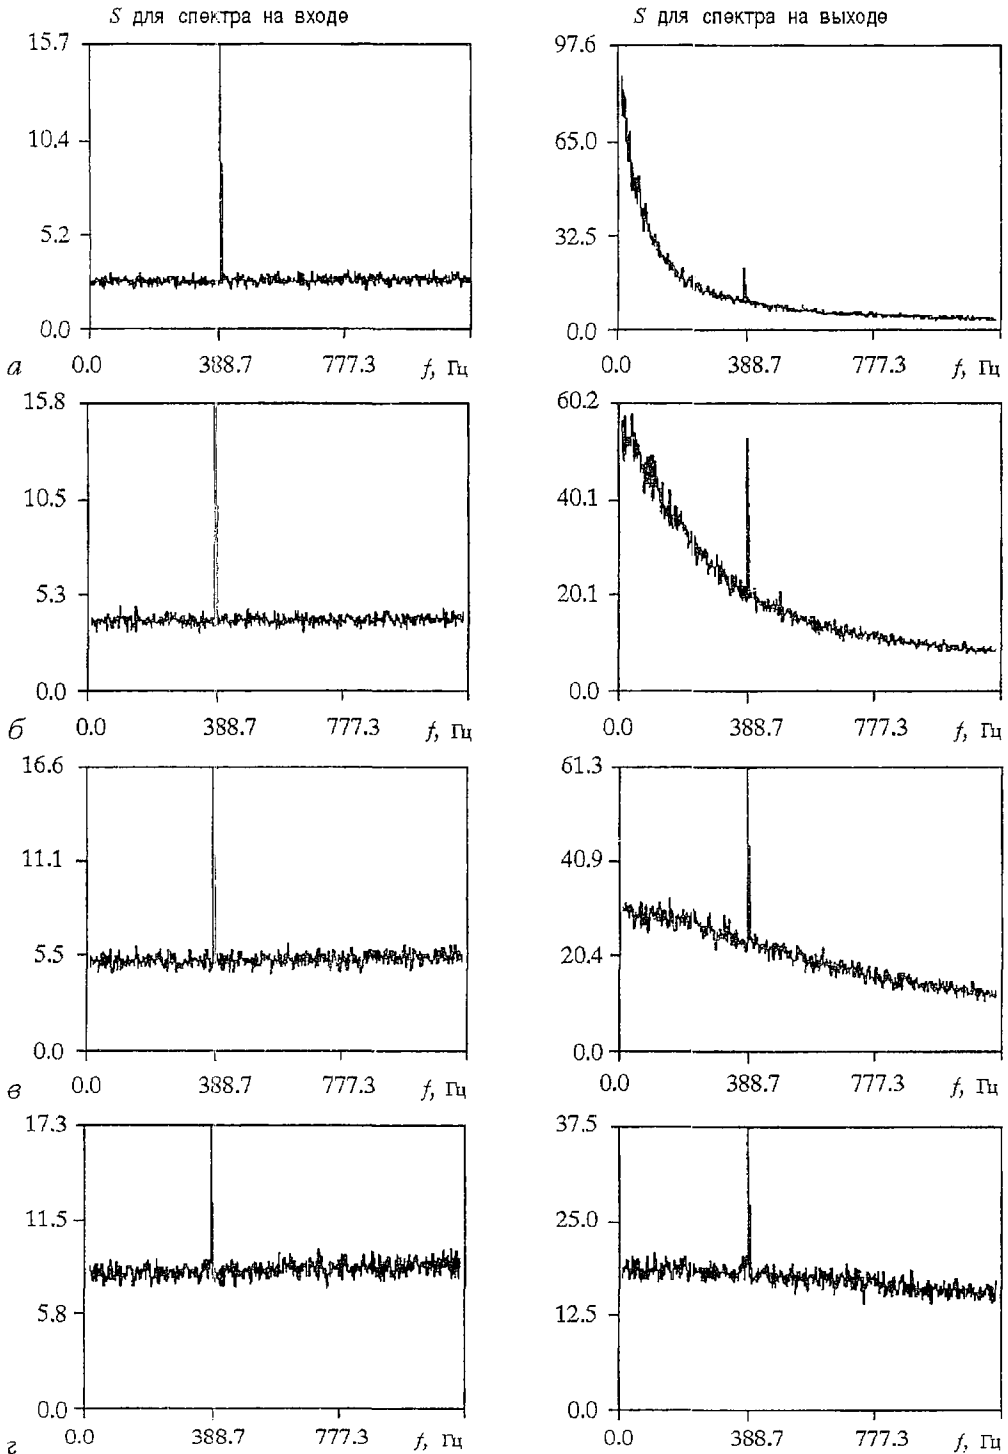 S для спектра на входе
S для спектра на выходе
15.7
10.4
5.2
0.0
0.0 388.7 777.3 f, Гц
97.6
65.0
32.5
0.0
0.0 388.7 777.3 f, Гц
а
15.8
10.5
5.3
0.0
0.0 388.7 777.3 f, Гц
60.2
40.1
20.1
0.0
0.0 388.7 777.3 f, Гц
б
16.6
11.1
5.5
0.0
0.0 388.7 777.3 f, Гц
61.3
40.9
20.4
0.0
0.0 388.7 777.3 f, Гц
в
17.3
11.5
5.8
0.0
0.0 388.7 777.3 f, Гц
37.5
25.0
12.5
0.0
0.0 388.7 777.3 f, Гц
г